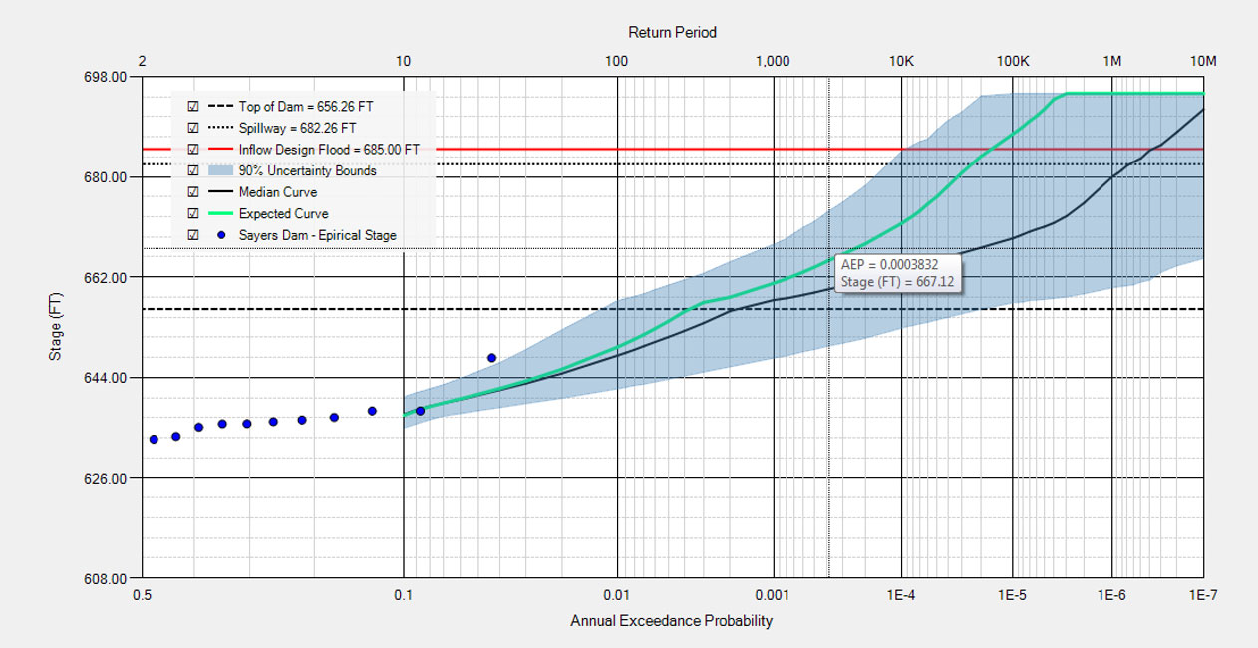 Return Period
2 10 100 1,000 10K 100K 1M 10M
698.00
Top of Dam = 656.26 FT
Spillway = 682.26 FT
Inflow Design Flood = 685.00 FT
90% Uncertainty Bounds
680.00
Median Curve
Expected Curve
Sayers Dam - Epirical Stage
AEP = 0.0003832
662.00
Stage (FT) = 667.12
Stage (FT)
644.00
626.00
608.00
0.5 0.1 0.01 0.001 1E-4 1E-5 1E-6 1E-7
Annual Exceedance Probability